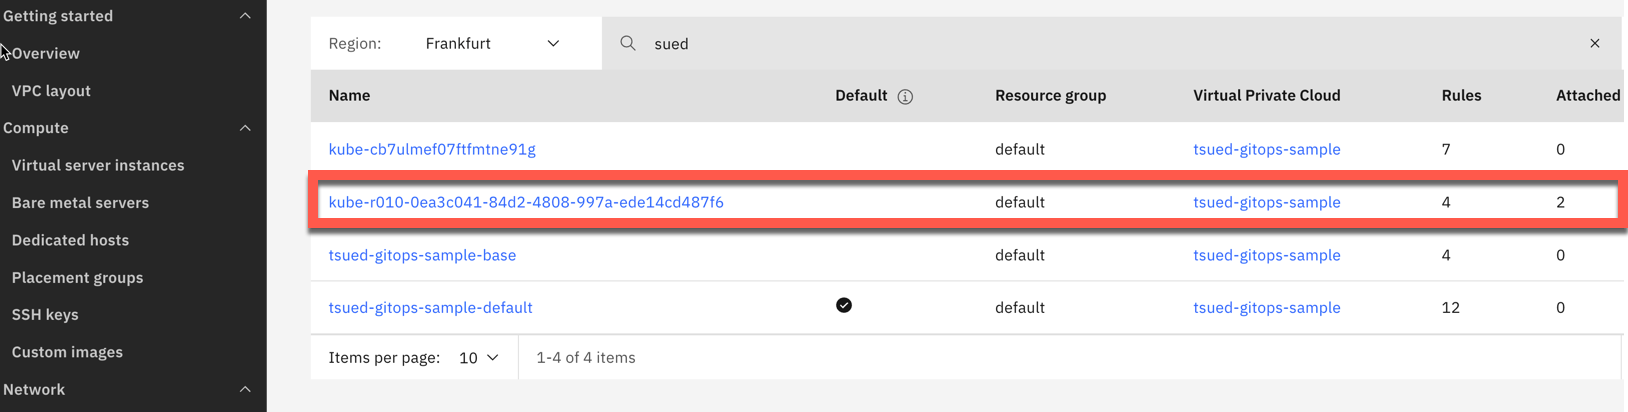 Getting started
Overview
VPC layout
Compute
Virtual server instances
Bare metal servers
Dedicated hosts
Placement groups
SSH keys
Custom images
Network
Region: Frankfurt sued
Name Default Resource group Virtual Private Cloud Rules Attached
kube-cb7ulmef07ftfmtne91g default tsued-gitops-sample 7 0
kube-r010-0ea3c041-84d2-4808-997a-ede14cd487f6 default tsued-gitops-sample 4 2
tsued-gitops-sample-base default tsued-gitops-sample 4 0
tsued-gitops-sample-default default tsued-gitops-sample 12 0
Items per page: 10 1-4 of 4 items